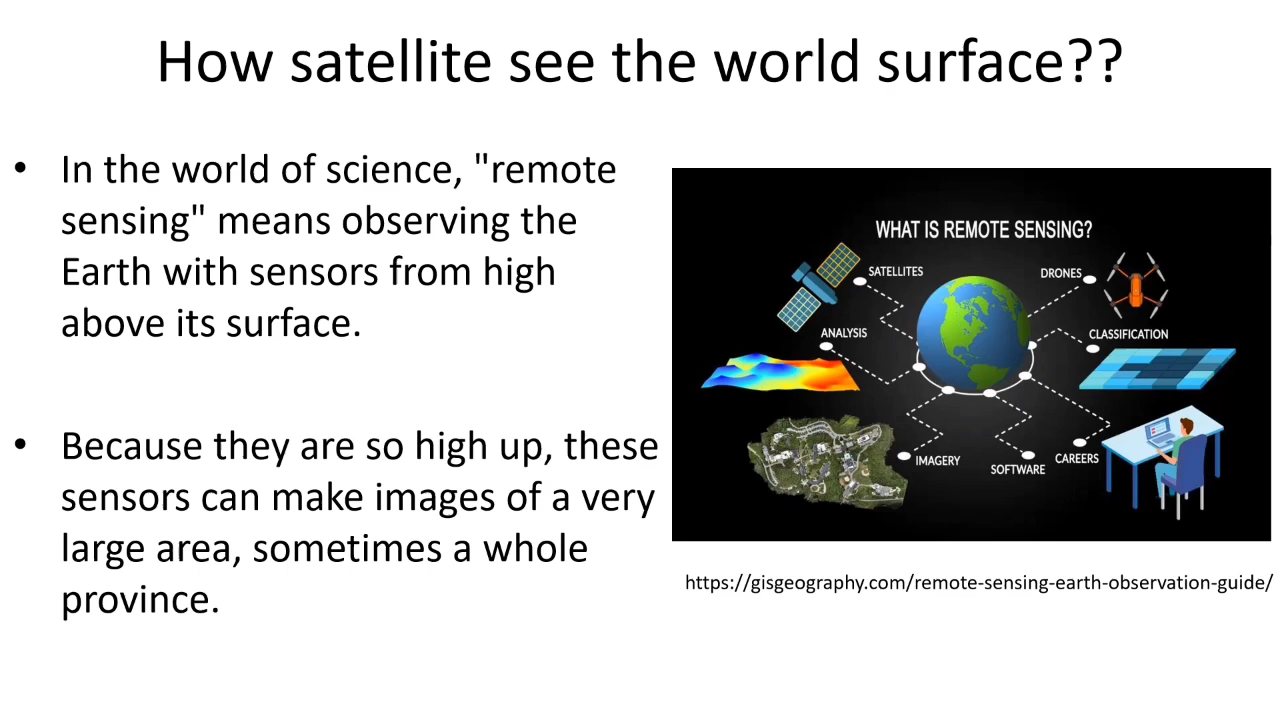 How satellite see the world surface??
• In the world of science, "remote
sensing" means observing the
Earth with sensors from high
above its surface.
• Because they are so high up, these
sensors can make images of a very
large area, sometimes a whole
province.
WHAT IS REMOTE SENSING?
SATELLITES
DRONES
ANALYSIS
CLASSIFICATION
IMAGERY
SOFTWARE
CAREERS
https://gisgeography.com/remote-sensing-earth-observation-guide/